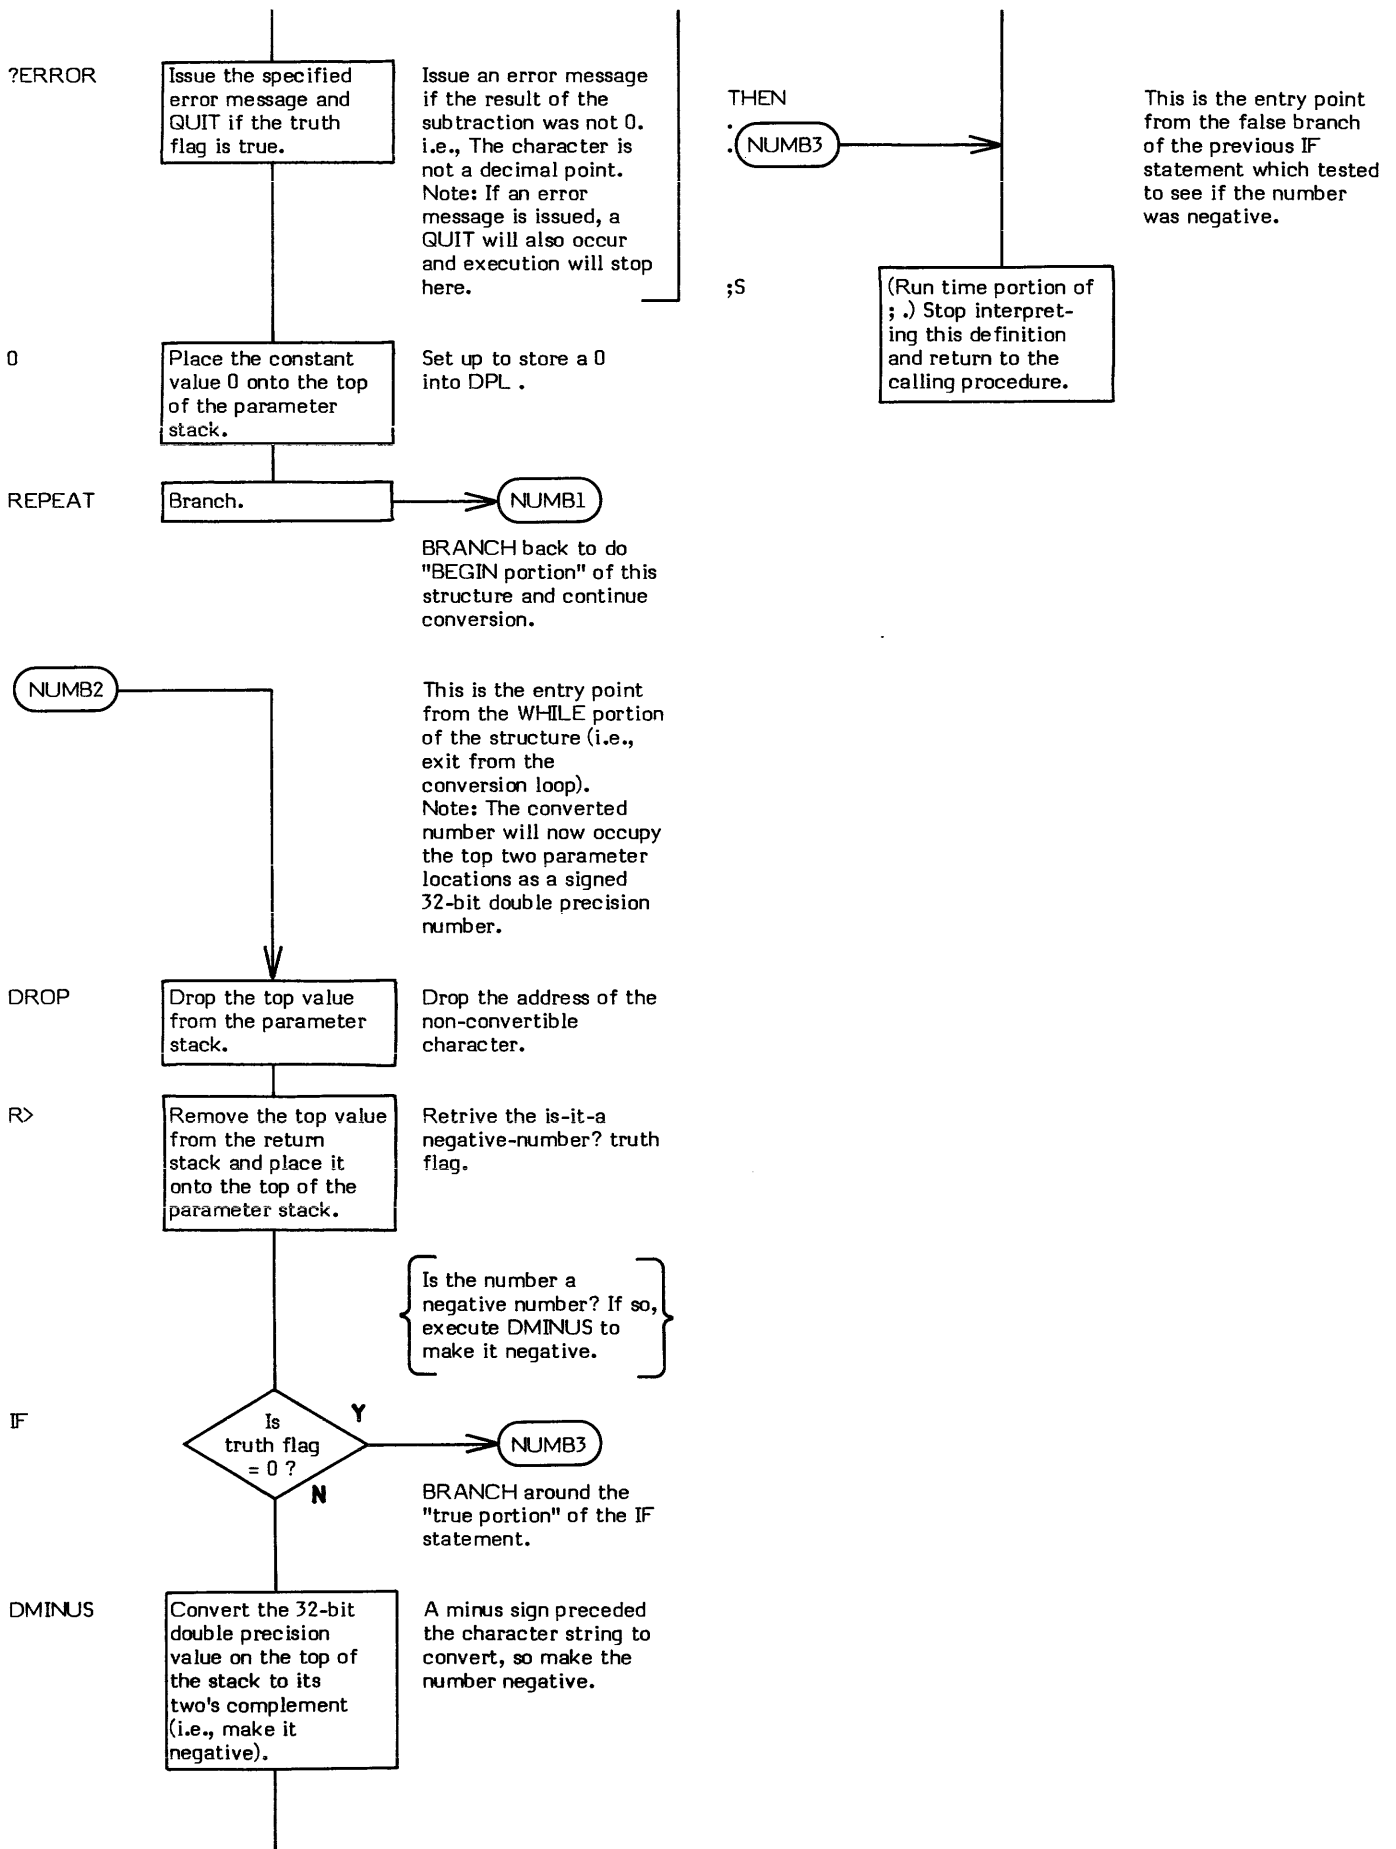 ?ERROR
Issue the specified
error message and
QUIT if the truth
flag is true.
Issue an error message
if the result of the
subtraction was not 0.
i.e., The character is
not a decimal point.
Note: If an error
message is issued, a
QUIT will also occur
and execution will stop
here.
0
Place the constant
value 0 onto the top
of the parameter
stack.
Set up to store a 0
into DPL .
REPEAT
Branch.
NUMB1
BRANCH back to do
"BEGIN portion" of this
structure and continue
conversion.
NUMB2
This is the entry point
from the WHILE portion
of the structure (i.e.,
exit from the
conversion loop).
Note: The converted
number will now occupy
the top two parameter
locations as a signed
32-bit double precision
number.
DROP
Drop the top value
from the parameter
stack.
Drop the address of the
non-convertible
character.
R>
Remove the top value
from the return
stack and place it
onto the top of the
parameter stack.
Retrive the is-it-a
negative-number? truth
flag.
Is the number a
negative number? If so,
execute DMINUS to
make it negative.
IF
Is
truth flag
= 0 ?
Y
N
NUMB3
BRANCH around the
"true portion" of the IF
statement.
DMINUS
Convert the 32-bit
double precision
value on the top of
the stack to its
two's complement
(i.e., make it
negative).
A minus sign preceded
the character string to
convert, so make the
number negative.
THEN
:
NUMB3
This is the entry point
from the false branch
of the previous IF
statement which tested
to see if the number
was negative.
;S
(Run time portion of
; .) Stop interpret-
ing this definition
and return to the
calling procedure.